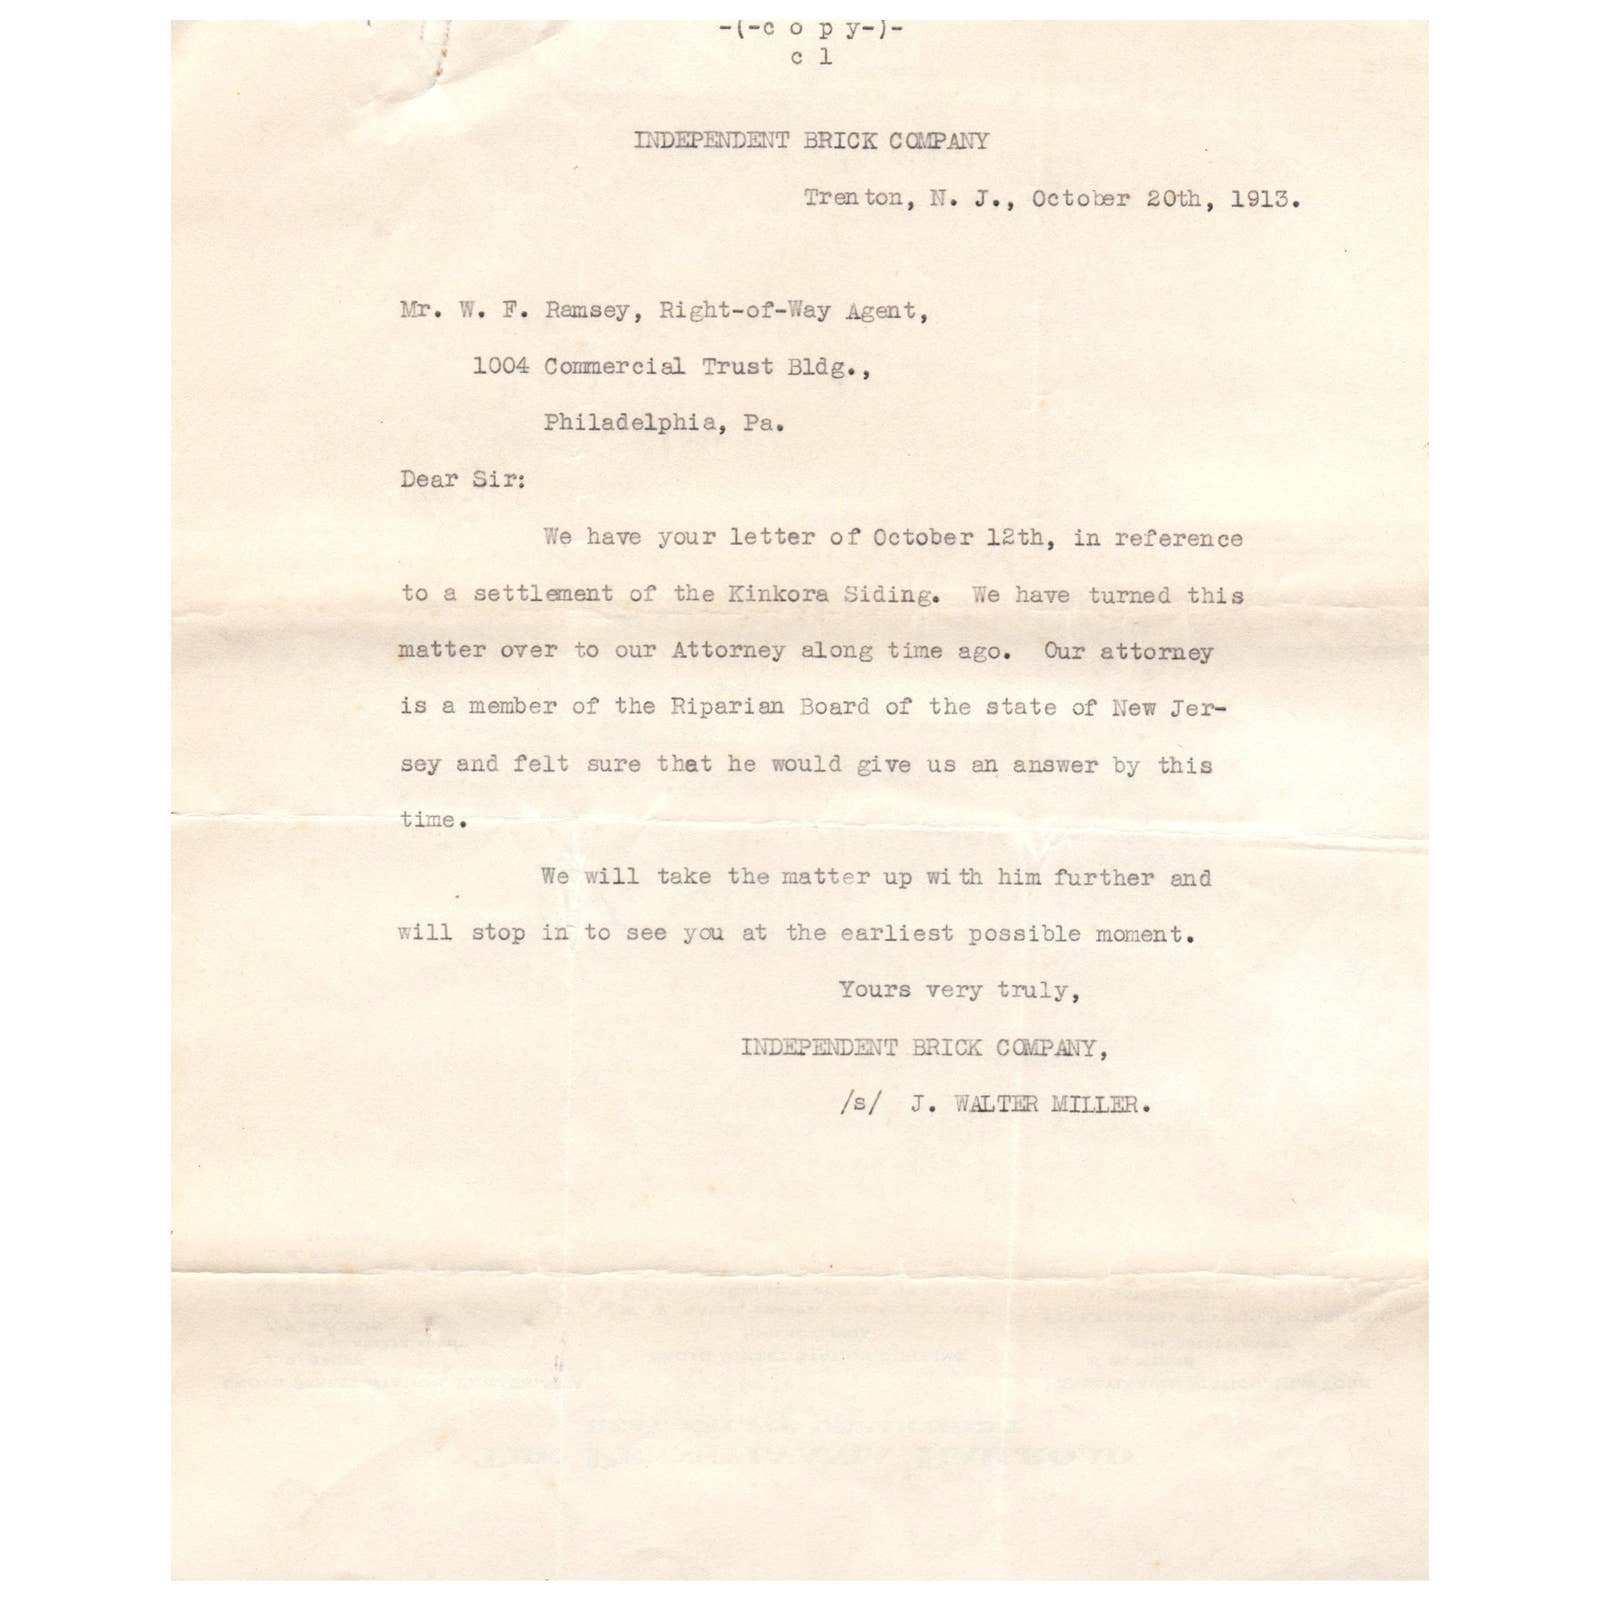 -(-c o p y-)-
c l
INDEPENDENT BRICK COMPANY
Trenton, N. J., October 20th, 1913.
Mr. W. F. Ramsey, Right-of-Way Agent,
1004 Commercial Trust Bldg.,
Philadelphia, Pa.
Dear Sir:
We have your letter of October 12th, in reference
to a settlement of the Kinkora Siding. We have turned this
matter over to our Attorney along time ago. Our attorney
is a member of the Riparian Board of the state of New Jer-
sey and felt sure that he would give us an answer by this
time.
We will take the matter up with him further and
will stop in to see you at the earliest possible moment.
Yours very truly,
INDEPENDENT BRICK COMPANY,
/s/ J. WALTER MILLER.